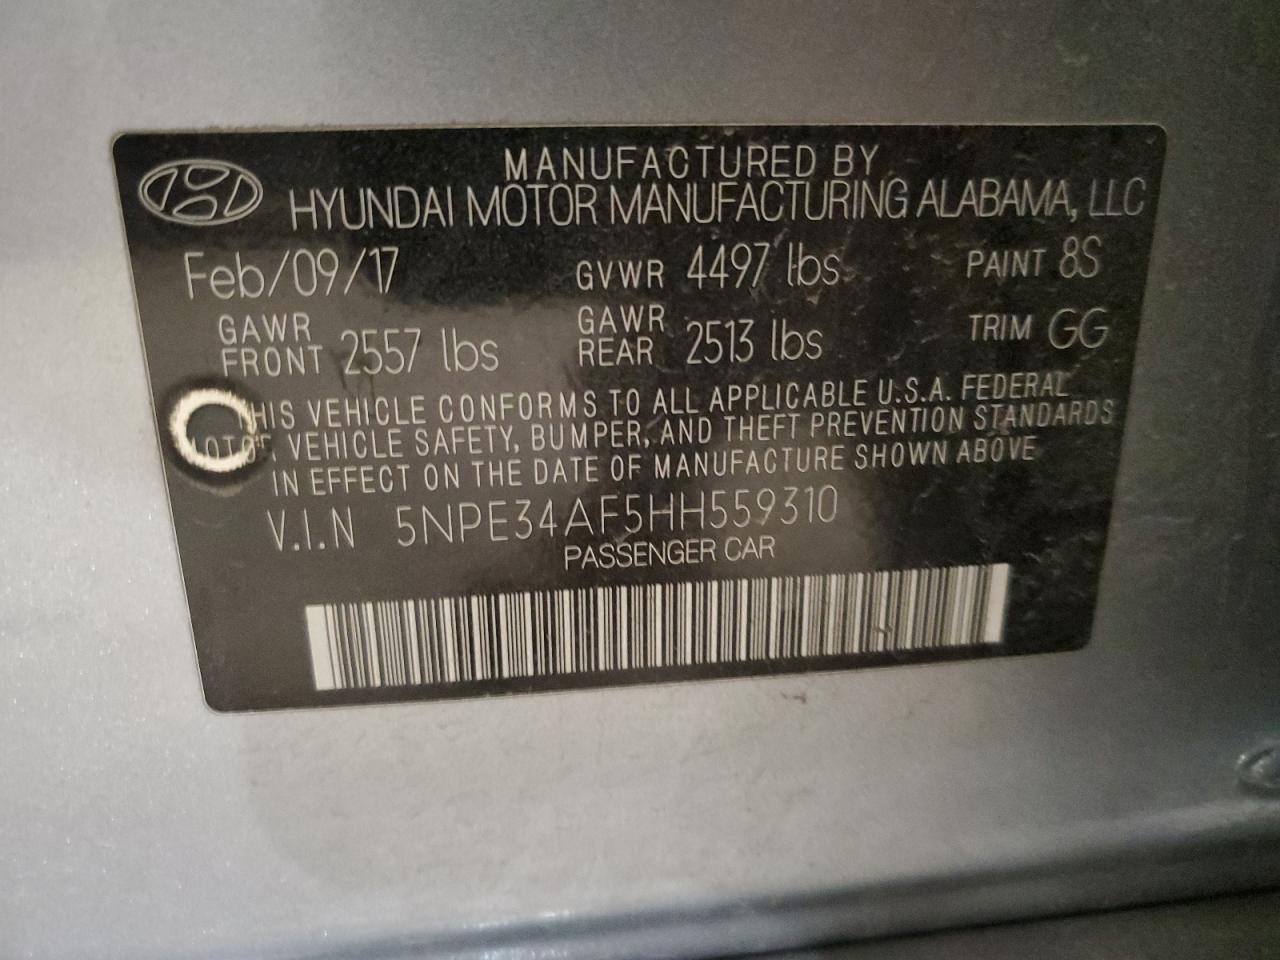 MANUFACTURED BY
HYUNDAI MOTOR MANUFACTURING ALABAMA, LLC
Feb/09/17 GVWR 4497 lbs PAINT 8S
GAWR FRONT 2557 lbs GAWR REAR 2513 lbs TRIM GG
HIS VEHICLE CONFORMS TO ALL APPLICABLE U.S.A. FEDERAL
MOTOR VEHICLE SAFETY, BUMPER, AND THEFT PREVENTION STANDARDS
IN EFFECT ON THE DATE OF MANUFACTURE SHOWN ABOVE
V.I.N 5NPE34AF5HH559310
PASSENGER CAR